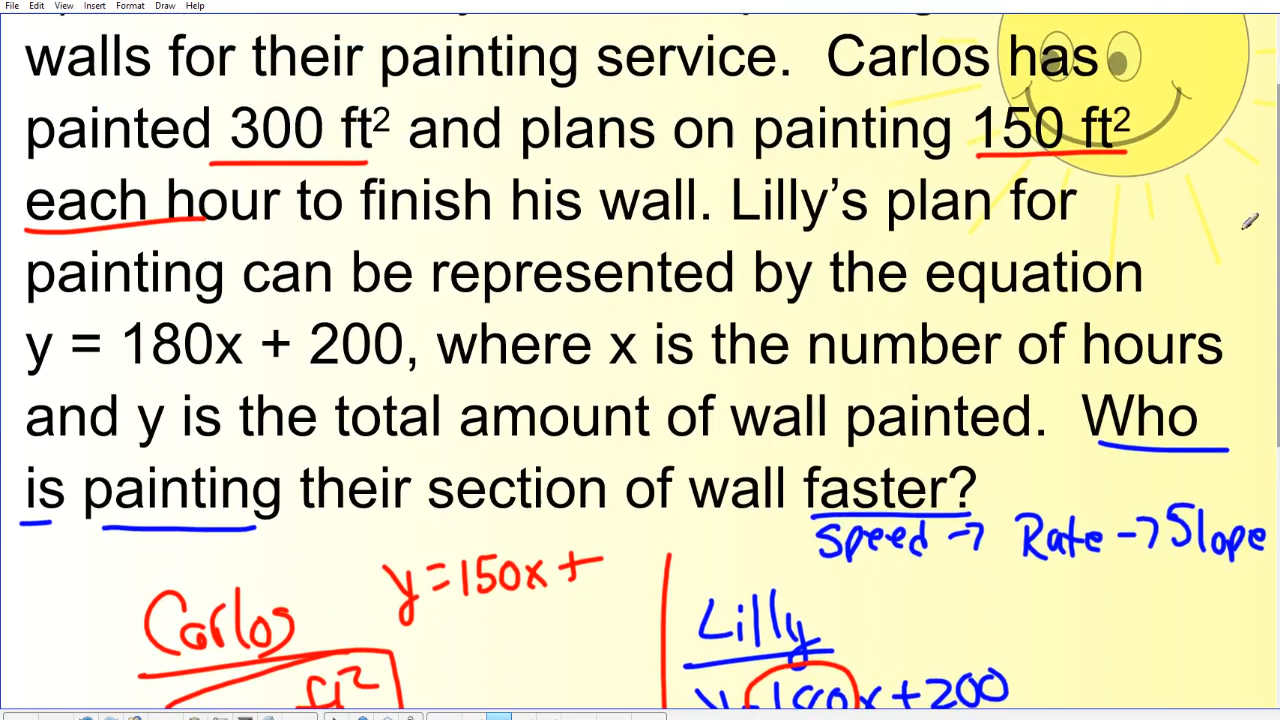 File Edit View Insert Format Draw Help
walls for their painting service. Carlos has
painted 300 ft² and plans on painting 150 ft²
each hour to finish his wall. Lilly’s plan for
painting can be represented by the equation
y = 180x + 200, where x is the number of hours
and y is the total amount of wall painted. Who
is painting their section of wall faster?
Speed → Rate → Slope
y=150x+
Carlos
Lilly
ft²
x+200